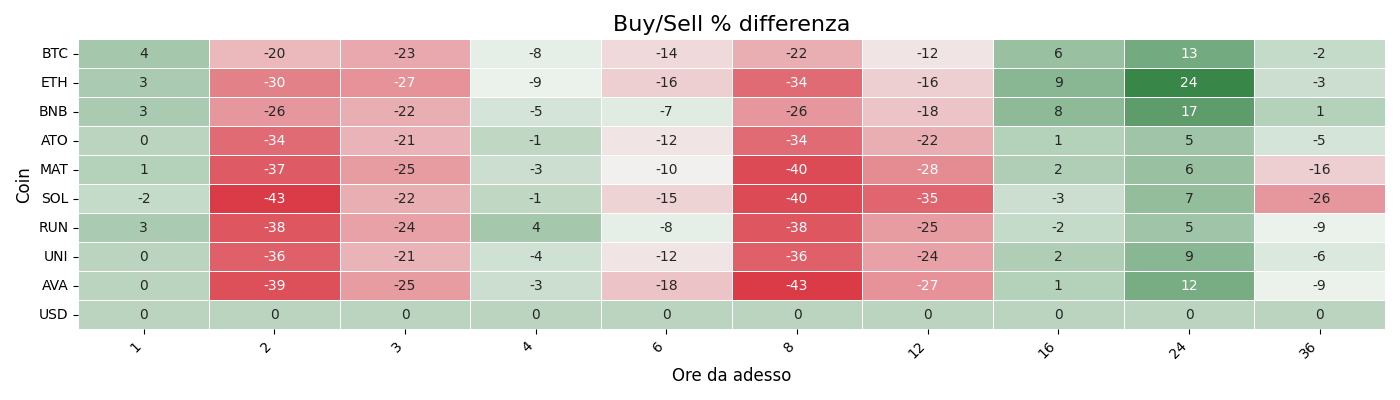 Buy/Sell % differenza
Coin
BTC 4 -20 -23 -8 -14 -22 -12 6 13 -2
ETH 3 -30 -27 -9 -16 -34 -16 9 24 -3
BNB 3 -26 -22 -5 -7 -26 -18 8 17 1
ATO 0 -34 -21 -1 -12 -34 -22 1 5 -5
MAT 1 -37 -25 -3 -10 -40 -28 2 6 -16
SOL -2 -43 -22 -1 -15 -40 -35 -3 7 -26
RUN 3 -38 -24 4 -8 -38 -25 -2 5 -9
UNI 0 -36 -21 -4 -12 -36 -24 2 9 -6
AVA 0 -39 -25 -3 -18 -43 -27 1 12 -9
USD 0 0 0 0 0 0 0 0 0 0
1 2 3 4 6 8 12 16 24 36
Ore da adesso